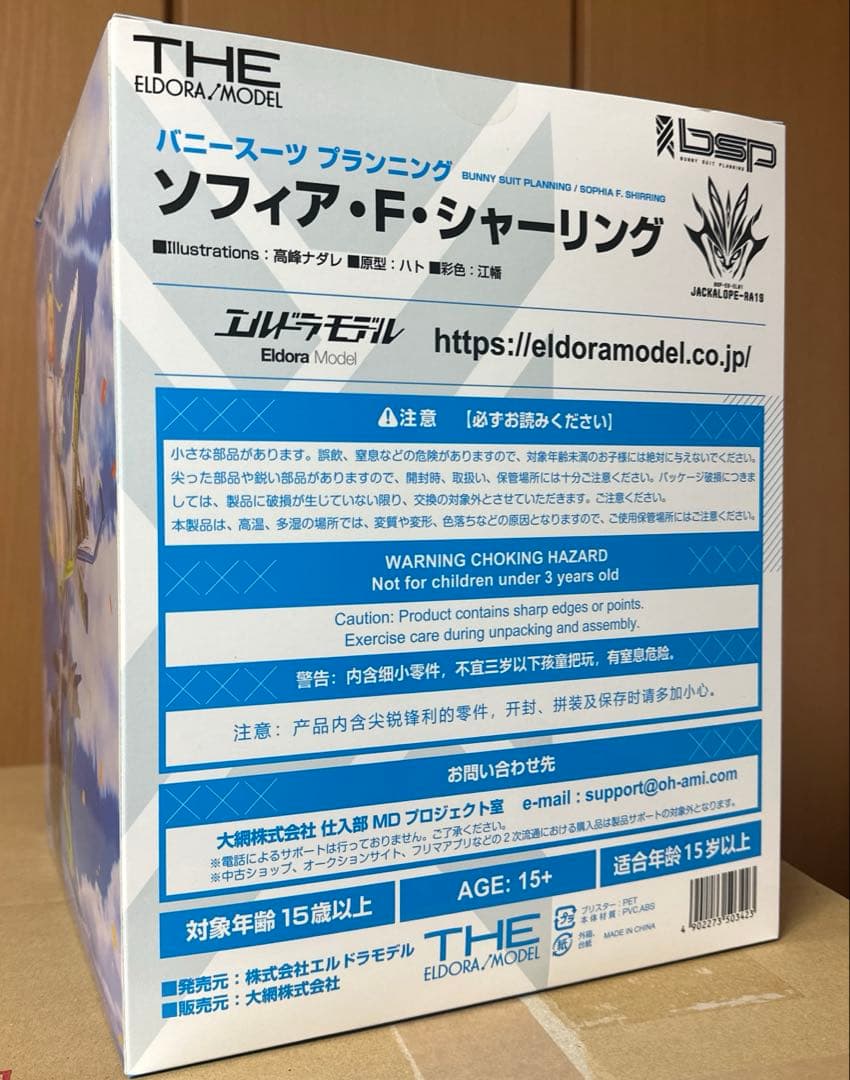 THE
ELDORA MODEL
bsp
BUNNY SUIT PLANNING
バニースーツ プランニング BUNNY SUIT PLANNING / SOPHIA F. SHIRRING
ソフィア・F・シャーリング
■Illustrations：高峰ナダレ ■原型：ハト ■彩色：江幡
JACKALOPE-RA19
エルドラモデル
Eldora Model
https://eldoramodel.co.jp/
⚠注意 【必ずお読みください】
小さな部品があります。誤飲、窒息などの危険がありますので、対象年齢未満のお子様には絶対に与えないでください。
尖った部品や鋭い部品がありますので、開封時、取扱い、保管場所には十分ご注意ください。パッケージ破損につきま
しては、製品に破損が生じていない限り、交換の対象外とさせていただきます。ご注意ください。
本製品は、高温、多湿の場所では、変質や変形、色落ちなどの原因となりますので、ご使用保管場所にはご注意ください。
WARNING CHOKING HAZARD
Not for children under 3 years old
Caution: Product contains sharp edges or points.
Exercise care during unpacking and assembly.
警告：内含细小零件，不宜三岁以下孩童把玩，有窒息危险。
注意：产品内含尖锐锋利的零件，开封、拼装及保存时请多加小心。
お問い合わせ先
大網株式会社 仕入部 MD プロジェクト室 e-mail : support@oh-ami.com
※電話によるサポートは行っておりません。ご了承ください。
※中古ショップ、オークションサイト、フリマアプリなどの2次流通における購入品は製品サポートの対象外となります。
対象年齢 15歳以上
AGE: 15+
适合年龄 15岁以上
■発売元：株式会社エルドラモデル
■販売元：大網株式会社
THE
ELDORA MODEL
プラ
ブリスター：PET
本体材質：PVC,ABS
紙
外箱、
台紙
MADE IN CHINA
4 902273 503423